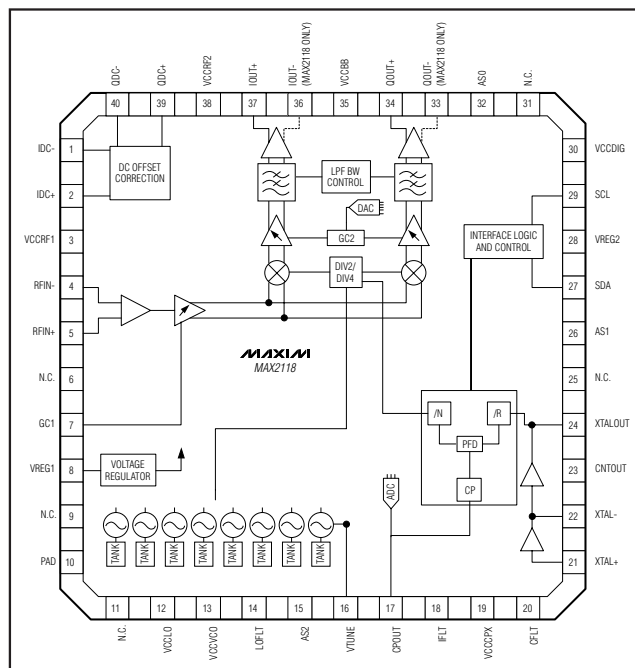 QDC-
QDC+
VCCRF2
IOUT+
IOUT- (MAX2118 ONLY)
VCCBB
QOUT+
QOUT- (MAX2118 ONLY)
AS0
N.C.
40
39
38
37
36
35
34
33
32
31
IDC-
1
IDC+
2
VCCRF1
3
RFIN-
4
RFIN+
5
N.C.
6
GC1
7
VREG1
8
N.C.
9
PAD
10
DC OFFSET
CORRECTION
LPF BW
CONTROL
DAC
GC2
DIV2/
DIV4
INTERFACE LOGIC
AND CONTROL
MAXIM
MAX2118
/N
/R
PFD
CP
ADC
VOLTAGE
REGULATOR
TANK
TANK
TANK
TANK
TANK
TANK
TANK
TANK
30
VCCDIG
29
SCL
28
VREG2
27
SDA
26
AS1
25
N.C.
24
XTALOUT
23
CNTOUT
22
XTAL-
21
XTAL+
11
12
13
14
15
16
17
18
19
20
N.C.
VCCLO
VCCVCO
LOFLT
AS2
VTUNE
CPOUT
IFLT
VCCCPX
CFLT